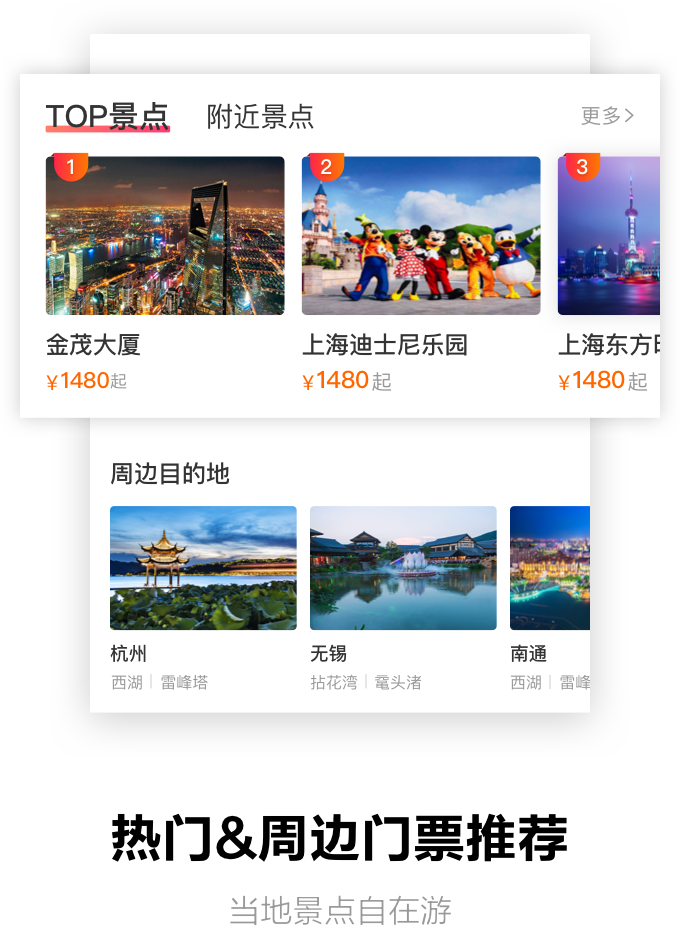 TOP景点 附近景点 更多
1 2 3
金茂大厦 上海迪士尼乐园 上海东方
¥1480起 ¥1480起 ¥1480起
周边目的地
杭州 无锡 南通
西湖 雷峰塔 拈花湾 鼋头渚 西湖 雷峰
热门&周边门票推荐
当地景点自在游